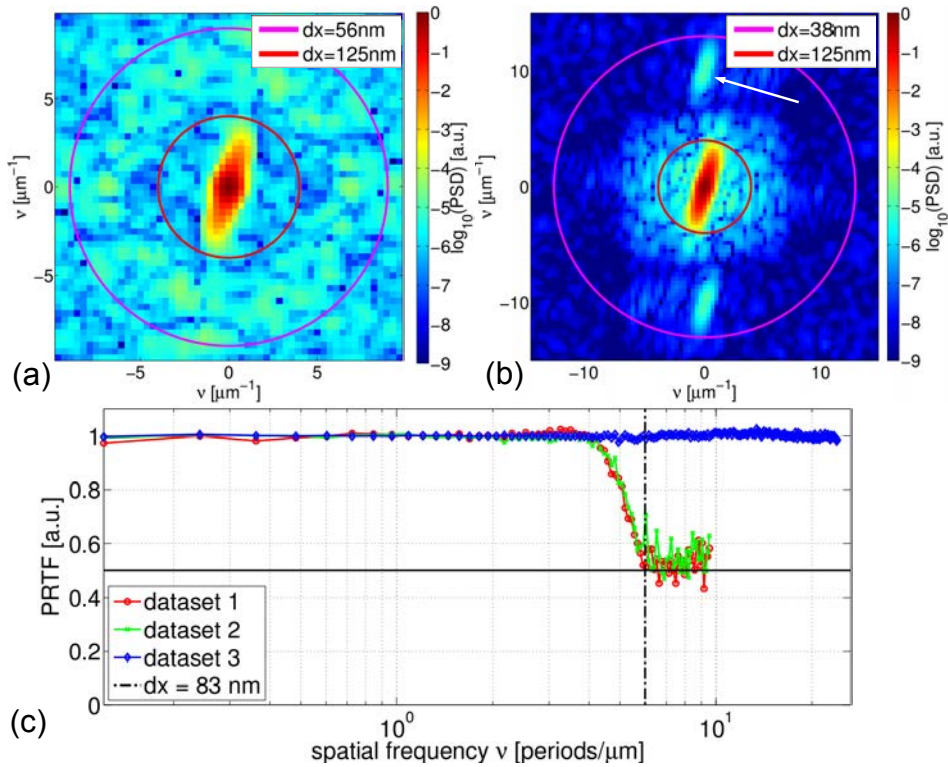 dx=56nm
dx=125nm
5
0
-5
ν [μm⁻¹]
-5 0 5
ν [μm⁻¹]
(a)
0
-1
-2
-3
-4
-5
-6
-7
-8
-9
log₁₀(PSD) [a.u.]
dx=38nm
dx=125nm
10
0
-10
ν [μm⁻¹]
-10 0 10
ν [μm⁻¹]
(b)
0
-1
-2
-3
-4
-5
-6
-7
-8
-9
log₁₀(PSD) [a.u.]
1
0.8
0.6
0.4
0.2
0
PRTF [a.u.]
dataset 1
dataset 2
dataset 3
dx = 83 nm
(c)
10⁰ 10¹
spatial frequency ν [periods/μm]